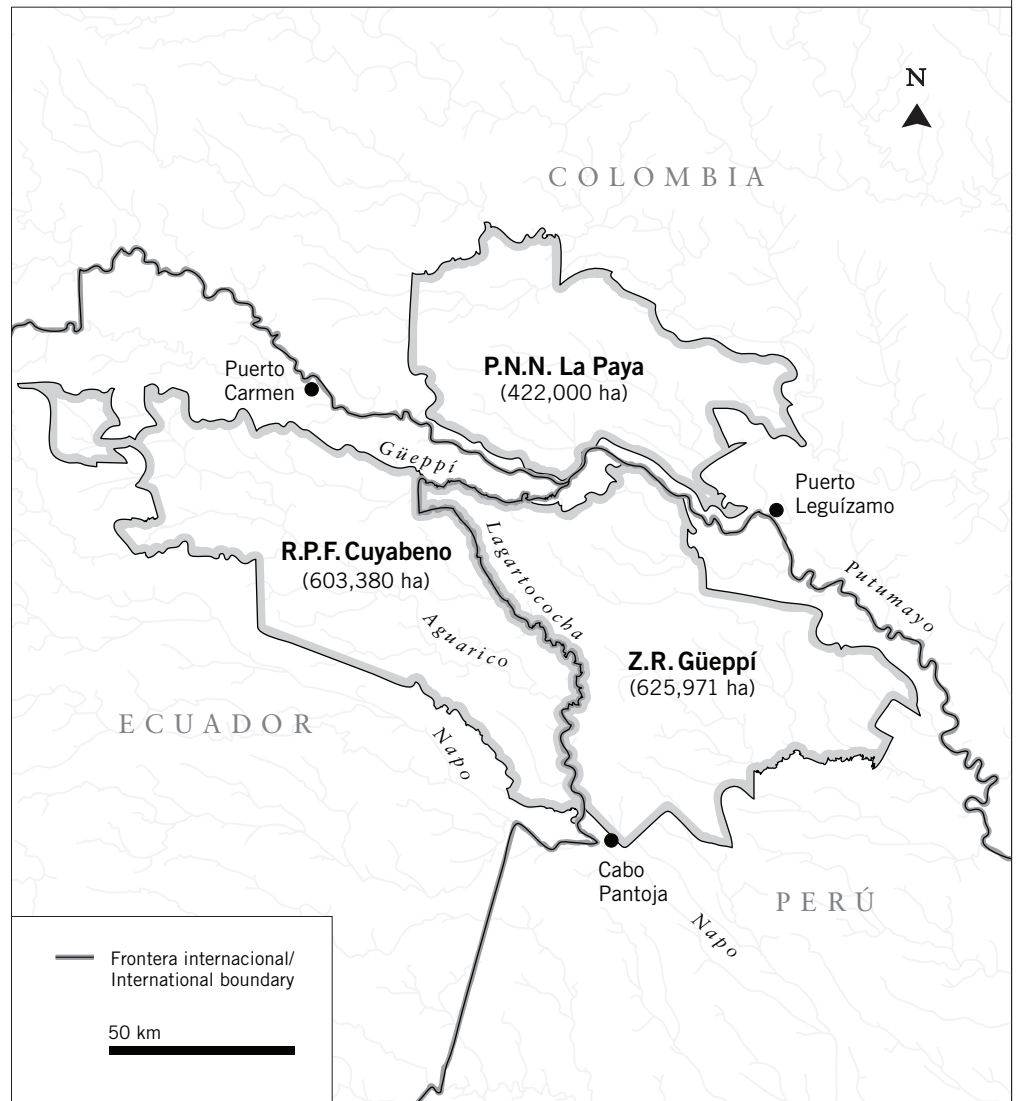 N
COLOMBIA
P.N.N. La Paya
(422,000 ha)
Puerto
Carmen
Güeppí
Puerto
Leguízamo
Lagartococha
R.P.F. Cuyabeno
(603,380 ha)
Putumayo
Aguarico
Z.R. Güeppí
(625,971 ha)
ECUADOR
Napo
Cabo
Pantoja
PERÚ
Napo
Frontera internacional/
International boundary
50 km